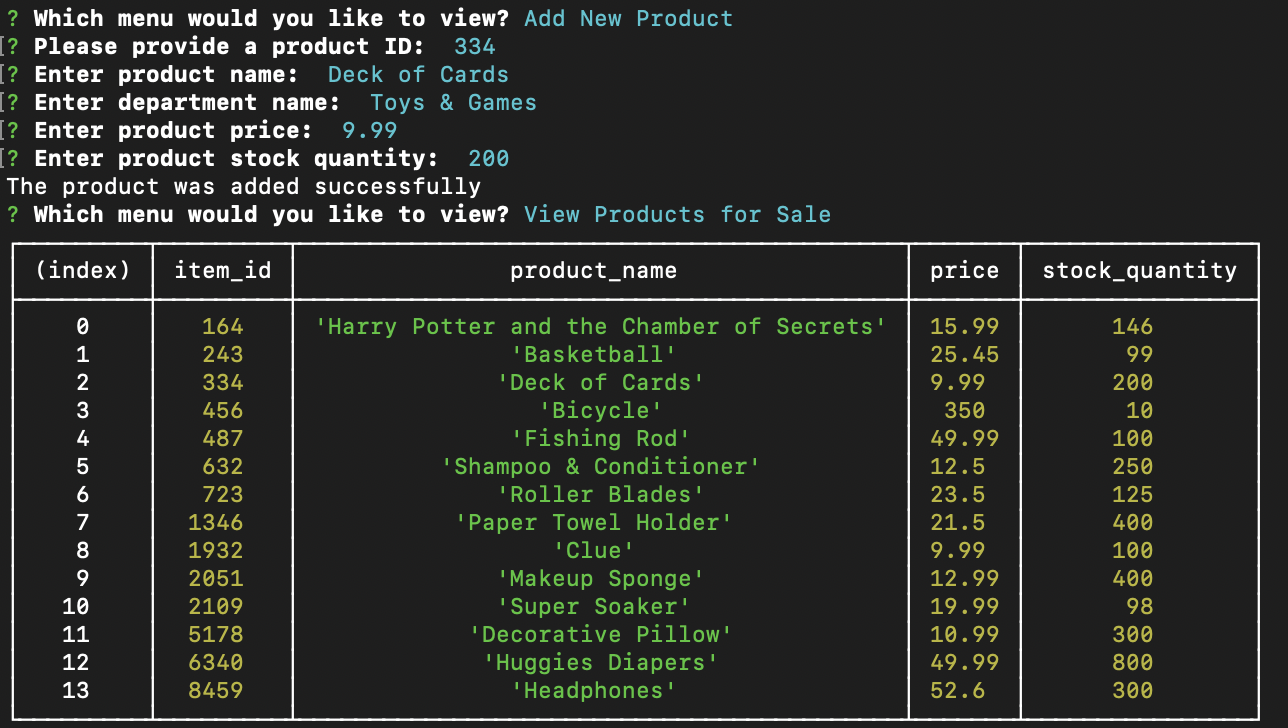 ? Which menu would you like to view? Add New Product
[? Please provide a product ID:  334
[? Enter product name:  Deck of Cards
[? Enter department name:  Toys & Games
[? Enter product price:  9.99
[? Enter product stock quantity:  200
The product was added successfully
? Which menu would you like to view? View Products for Sale
(index) item_id product_name price stock_quantity
0 164 'Harry Potter and the Chamber of Secrets' 15.99 146
1 243 'Basketball' 25.45 99
2 334 'Deck of Cards' 9.99 200
3 456 'Bicycle' 350 10
4 487 'Fishing Rod' 49.99 100
5 632 'Shampoo & Conditioner' 12.5 250
6 723 'Roller Blades' 23.5 125
7 1346 'Paper Towel Holder' 21.5 400
8 1932 'Clue' 9.99 100
9 2051 'Makeup Sponge' 12.99 400
10 2109 'Super Soaker' 19.99 98
11 5178 'Decorative Pillow' 10.99 300
12 6340 'Huggies Diapers' 49.99 800
13 8459 'Headphones' 52.6 300